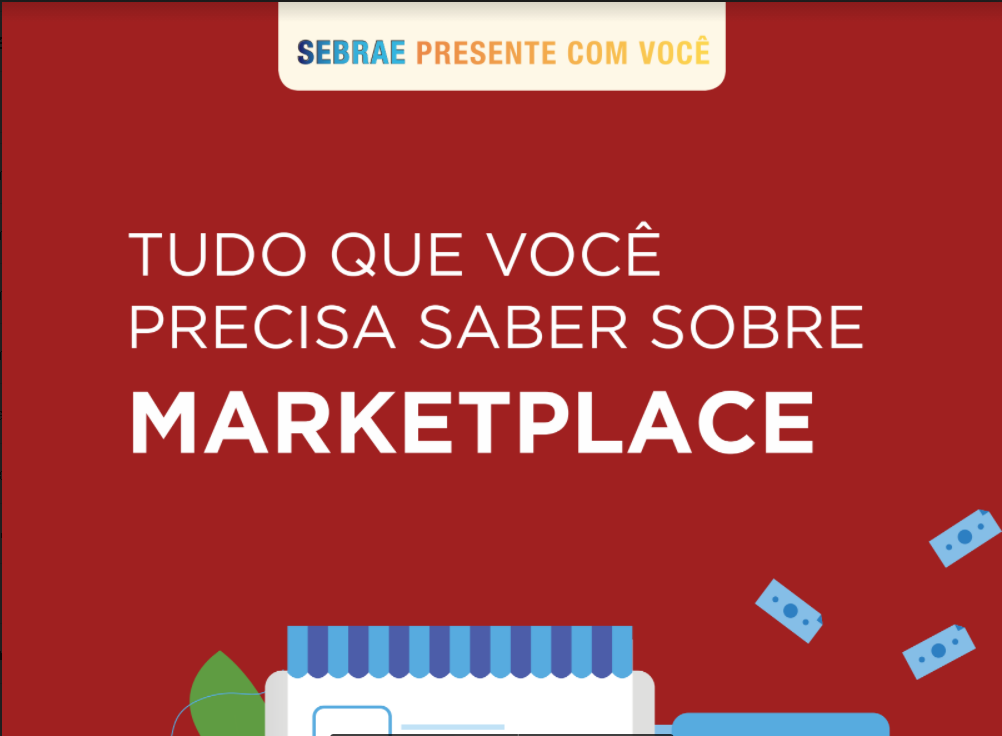 SEBRAE PRESENTE COM VOCÊ
TUDO QUE VOCÊ
PRECISA SABER SOBRE
MARKETPLACE